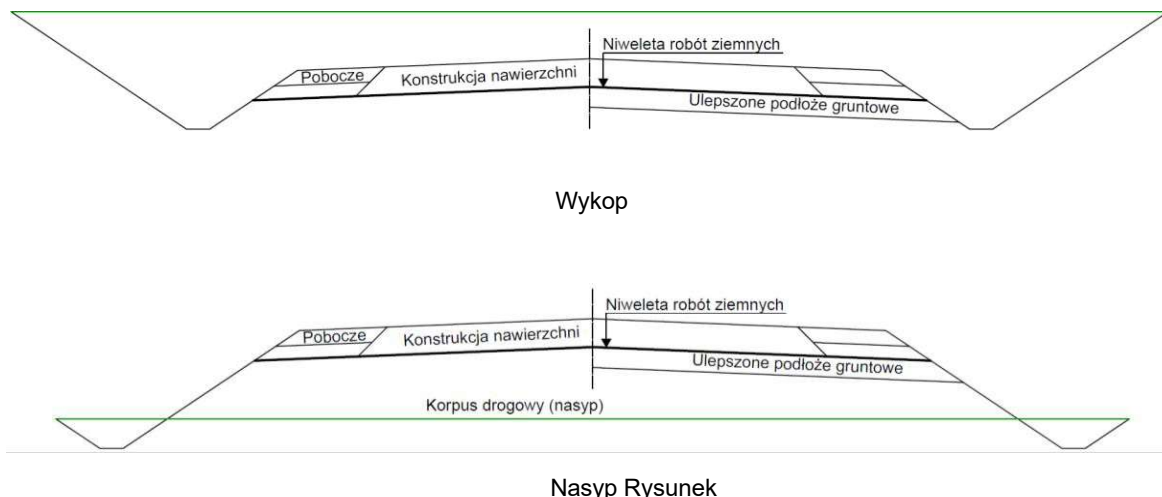 Niweleta robót ziemnych
Pobocze
Konstrukcja nawierzchni
Ulepszone podłoże gruntowe
Wykop
Niweleta robót ziemnych
Pobocze
Konstrukcja nawierzchni
Ulepszone podłoże gruntowe
Korpus drogowy (nasyp)
Nasyp Rysunek